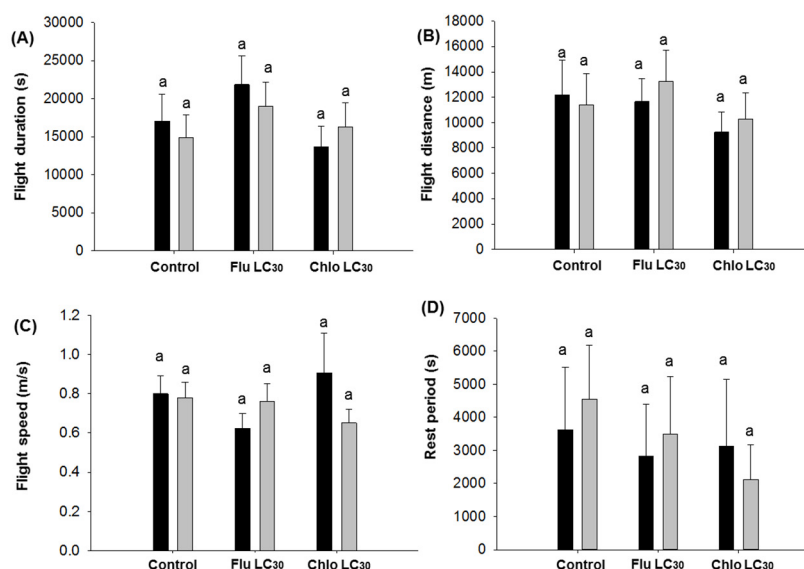 (A)
Flight duration (s)
30000
25000
20000
15000
10000
5000
0
a a a a a a
Control Flu LC30 Chlo LC30
(B)
Flight distance (m)
18000
16000
14000
12000
10000
8000
6000
4000
2000
0
a a a a a a
Control Flu LC30 Chlo LC30
(C)
Flight speed (m/s)
1.2
1.0
0.8
0.6
0.4
0.2
0.0
a a a a a a
Control Flu LC30 Chlo LC30
(D)
Rest period (s)
7000
6000
5000
4000
3000
2000
1000
0
a a a a a a
Control Flu LC30 Chlo LC30